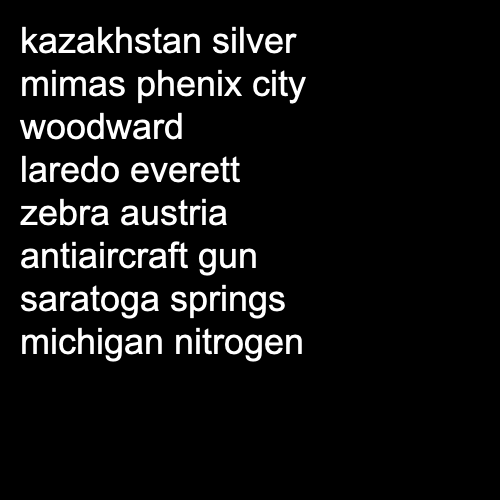 kazakhstan silver
mimas phenix city
woodward
laredo everett
zebra austria
antiaircraft gun
saratoga springs
michigan nitrogen